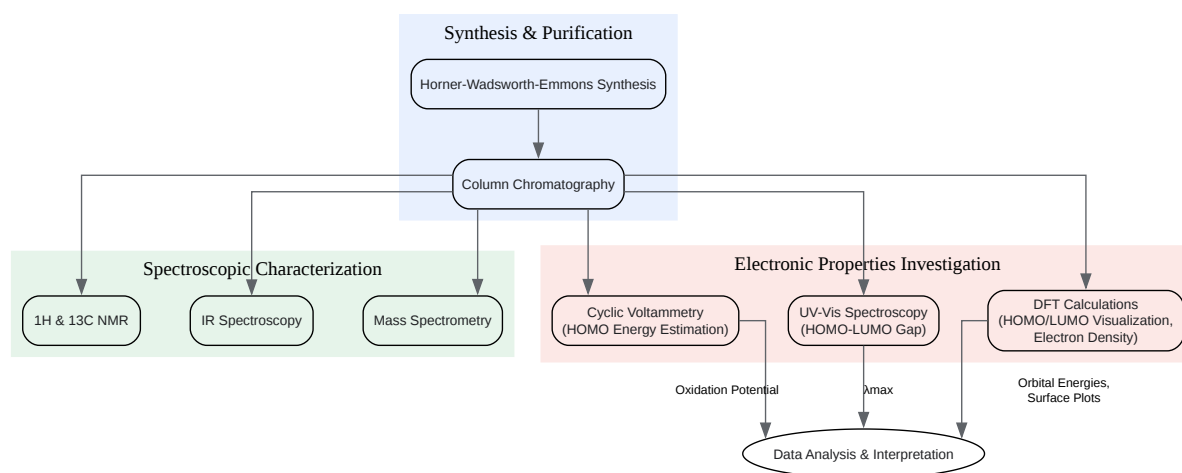 Synthesis & Purification
Horner-Wadsworth-Emmons Synthesis
Column Chromatography
Spectroscopic Characterization
1H & 13C NMR
IR Spectroscopy
Mass Spectrometry
Electronic Properties Investigation
Cyclic Voltammetry
(HOMO Energy Estimation)
UV-Vis Spectroscopy
(HOMO-LUMO Gap)
DFT Calculations
(HOMO/LUMO Visualization,
Electron Density)
Oxidation Potential
λmax
Orbital Energies,
Surface Plots
Data Analysis & Interpretation